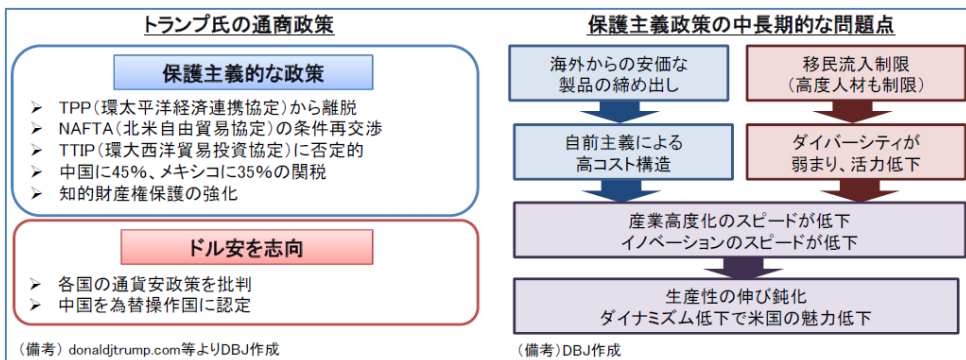 トランプ氏の通商政策
保護主義的な政策
➢ TPP(環太平洋経済連携協定)から離脱
➢ NAFTA(北米自由貿易協定)の条件再交渉
➢ TTIP(環大西洋貿易投資協定)に否定的
➢ 中国に45%、メキシコに35%の関税
➢ 知的財産権保護の強化
ドル安を志向
➢ 各国の通貨安政策を批判
➢ 中国を為替操作国に認定
(備考) donaldjtrump.com等よりDBJ作成
保護主義政策の中長期的な問題点
海外からの安価な
製品の締め出し
移民流入制限
(高度人材も制限)
自前主義による
高コスト構造
ダイバーシティが
弱まり、活力低下
産業高度化のスピードが低下
イノベーションのスピードが低下
生産性の伸び鈍化
ダイナミズム低下で米国の魅力低下
(備考)DBJ作成